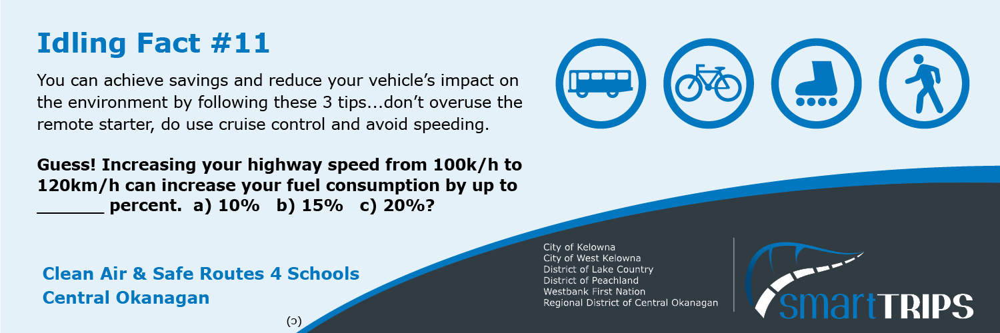 Idling Fact #11
You can achieve savings and reduce your vehicle’s impact on
the environment by following these 3 tips...don’t overuse the
remote starter, do use cruise control and avoid speeding.
Guess! Increasing your highway speed from 100k/h to
120km/h can increase your fuel consumption by up to
_______ percent.  a) 10%   b) 15%   c) 20%?
Clean Air & Safe Routes 4 Schools
Central Okanagan
(ɔ)
City of Kelowna
City of West Kelowna
District of Lake Country
District of Peachland
Westbank First Nation
Regional District of Central Okanagan
smartTRIPS